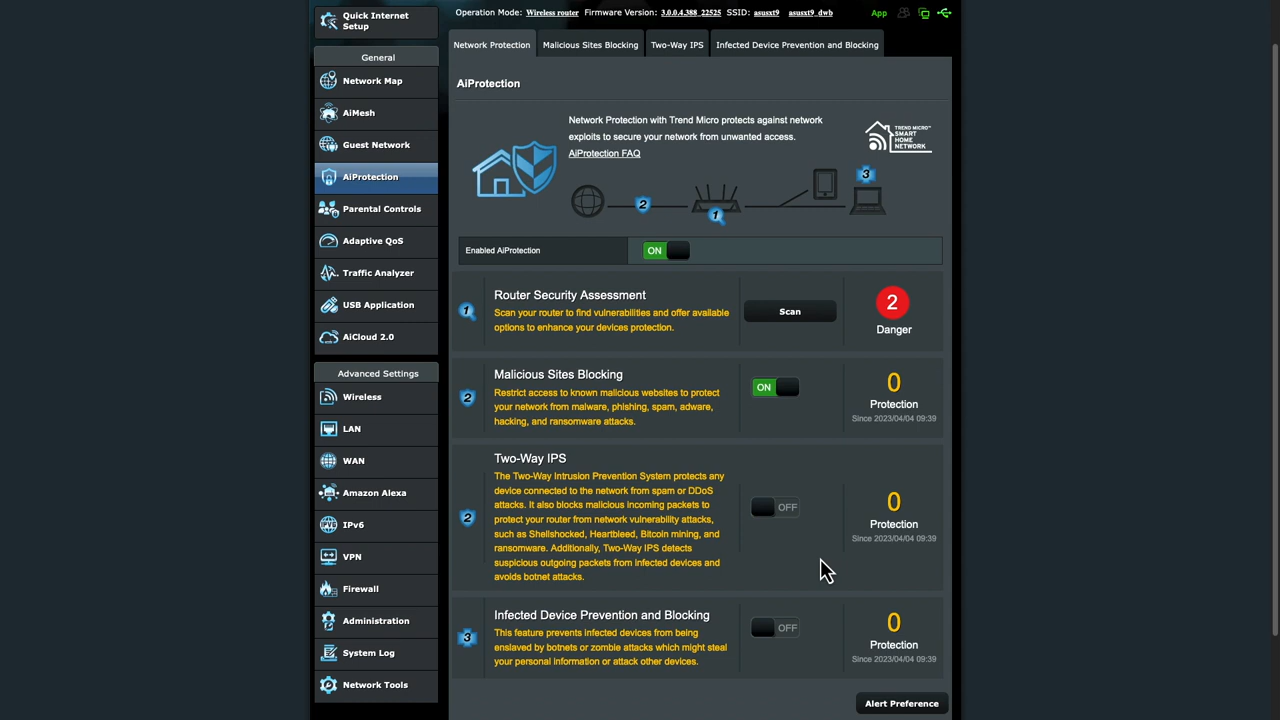 Quick Internet
Setup
General
Network Map
AiMesh
Guest Network
AiProtection
Parental Controls
Adaptive QoS
Traffic Analyzer
USB Application
AiCloud 2.0
Advanced Settings
Wireless
LAN
WAN
Amazon Alexa
IPv6
VPN
Firewall
Administration
System Log
Network Tools
Operation Mode: Wireless router Firmware Version: 3.0.0.4.388_22525 SSID: asusxt9 asusxt9_dwb
App
Network Protection Malicious Sites Blocking Two-Way IPS Infected Device Prevention and Blocking
AiProtection
Network Protection with Trend Micro protects against network
exploits to secure your network from unwanted access.
AiProtection FAQ
TREND MICRO™
SMART
HOME
NETWORK
2
1
3
Enabled AiProtection ON
1
Router Security Assessment
Scan your router to find vulnerabilities and offer available
options to enhance your devices protection.
Scan
2
Danger
2
Malicious Sites Blocking
Restrict access to known malicious websites to protect
your network from malware, phishing, spam, adware,
hacking, and ransomware attacks.
ON
0
Protection
Since 2023/04/04 09:39
2
Two-Way IPS
The Two-Way Intrusion Prevention System protects any
device connected to the network from spam or DDoS
attacks. It also blocks malicious incoming packets to
protect your router from network vulnerability attacks,
such as Shellshocked, Heartbleed, Bitcoin mining, and
ransomware. Additionally, Two-Way IPS detects
suspicious outgoing packets from infected devices and
avoids botnet attacks.
OFF
0
Protection
Since 2023/04/04 09:39
3
Infected Device Prevention and Blocking
This feature prevents infected devices from being
enslaved by botnets or zombie attacks which might steal
your personal information or attack other devices.
OFF
0
Protection
Since 2023/04/04 09:39
Alert Preference